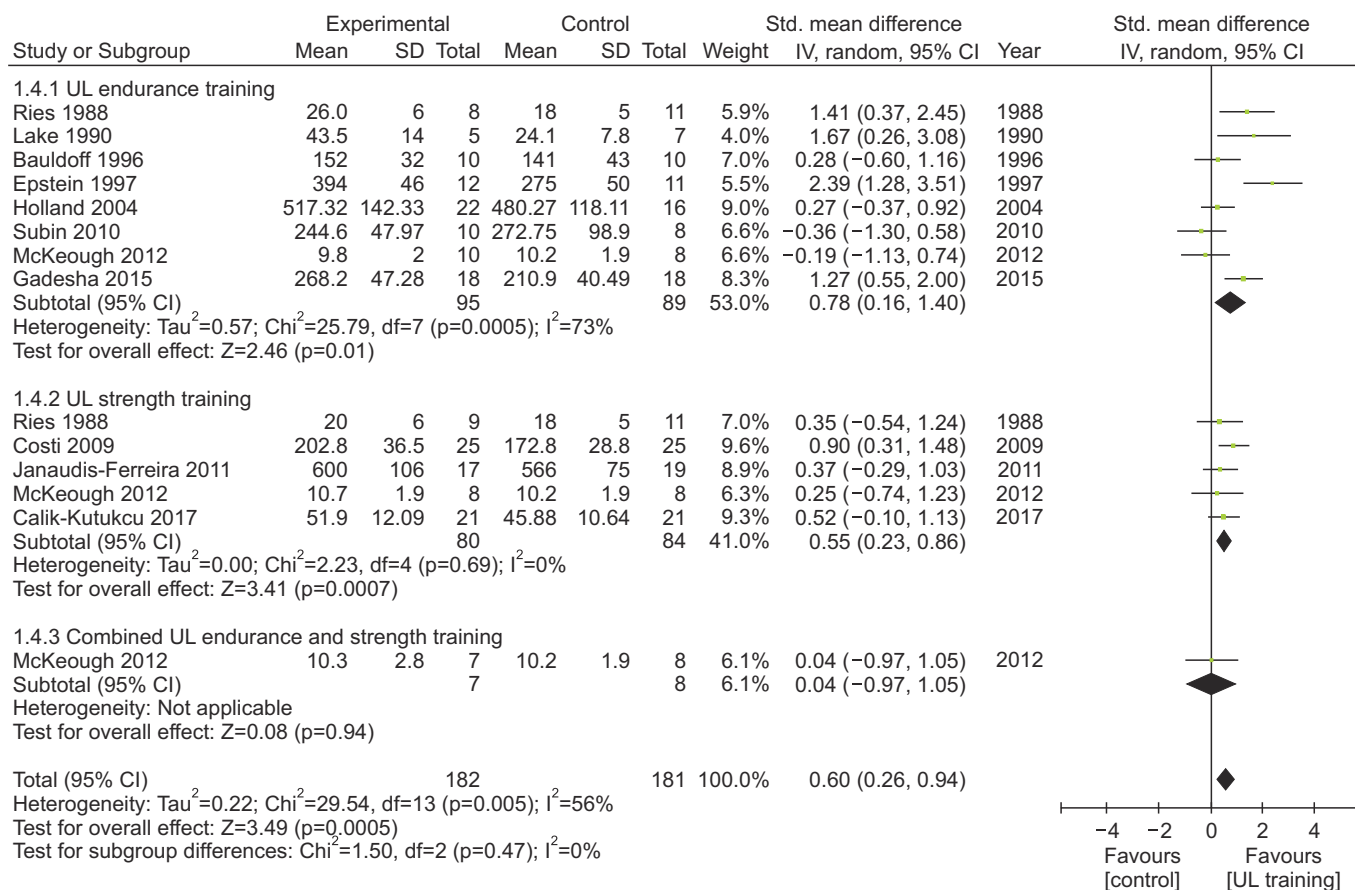 Experimental Control Std. mean difference Std. mean difference
Study or Subgroup Mean SD Total Mean SD Total Weight IV, random, 95% CI Year IV, random, 95% CI
1.4.1 UL endurance training
Ries 1988 26.0 6 8 18 5 11 5.9% 1.41 (0.37, 2.45) 1988
Lake 1990 43.5 14 5 24.1 7.8 7 4.0% 1.67 (0.26, 3.08) 1990
Bauldoff 1996 152 32 10 141 43 10 7.0% 0.28 (−0.60, 1.16) 1996
Epstein 1997 394 46 12 275 50 11 5.5% 2.39 (1.28, 3.51) 1997
Holland 2004 517.32 142.33 22 480.27 118.11 16 9.0% 0.27 (−0.37, 0.92) 2004
Subin 2010 244.6 47.97 10 272.75 98.9 8 6.6% −0.36 (−1.30, 0.58) 2010
McKeough 2012 9.8 2 10 10.2 1.9 8 6.6% −0.19 (−1.13, 0.74) 2012
Gadesha 2015 268.2 47.28 18 210.9 40.49 18 8.3% 1.27 (0.55, 2.00) 2015
Subtotal (95% CI) 95 89 53.0% 0.78 (0.16, 1.40)
Heterogeneity: Tau²=0.57; Chi²=25.79, df=7 (p=0.0005); I²=73%
Test for overall effect: Z=2.46 (p=0.01)
1.4.2 UL strength training
Ries 1988 20 6 9 18 5 11 7.0% 0.35 (−0.54, 1.24) 1988
Costi 2009 202.8 36.5 25 172.8 28.8 25 9.6% 0.90 (0.31, 1.48) 2009
Janaudis-Ferreira 2011 600 106 17 566 75 19 8.9% 0.37 (−0.29, 1.03) 2011
McKeough 2012 10.7 1.9 8 10.2 1.9 8 6.3% 0.25 (−0.74, 1.23) 2012
Calik-Kutukcu 2017 51.9 12.09 21 45.88 10.64 21 9.3% 0.52 (−0.10, 1.13) 2017
Subtotal (95% CI) 80 84 41.0% 0.55 (0.23, 0.86)
Heterogeneity: Tau²=0.00; Chi²=2.23, df=4 (p=0.69); I²=0%
Test for overall effect: Z=3.41 (p=0.0007)
1.4.3 Combined UL endurance and strength training
McKeough 2012 10.3 2.8 7 10.2 1.9 8 6.1% 0.04 (−0.97, 1.05) 2012
Subtotal (95% CI) 7 8 6.1% 0.04 (−0.97, 1.05)
Heterogeneity: Not applicable
Test for overall effect: Z=0.08 (p=0.94)
Total (95% CI) 182 181 100.0% 0.60 (0.26, 0.94)
Heterogeneity: Tau²=0.22; Chi²=29.54, df=13 (p=0.005); I²=56%
Test for overall effect: Z=3.49 (p=0.0005)
Test for subgroup differences: Chi²=1.50, df=2 (p=0.47); I²=0%
−4 −2 0 2 4
Favours Favours
[control] [UL training]